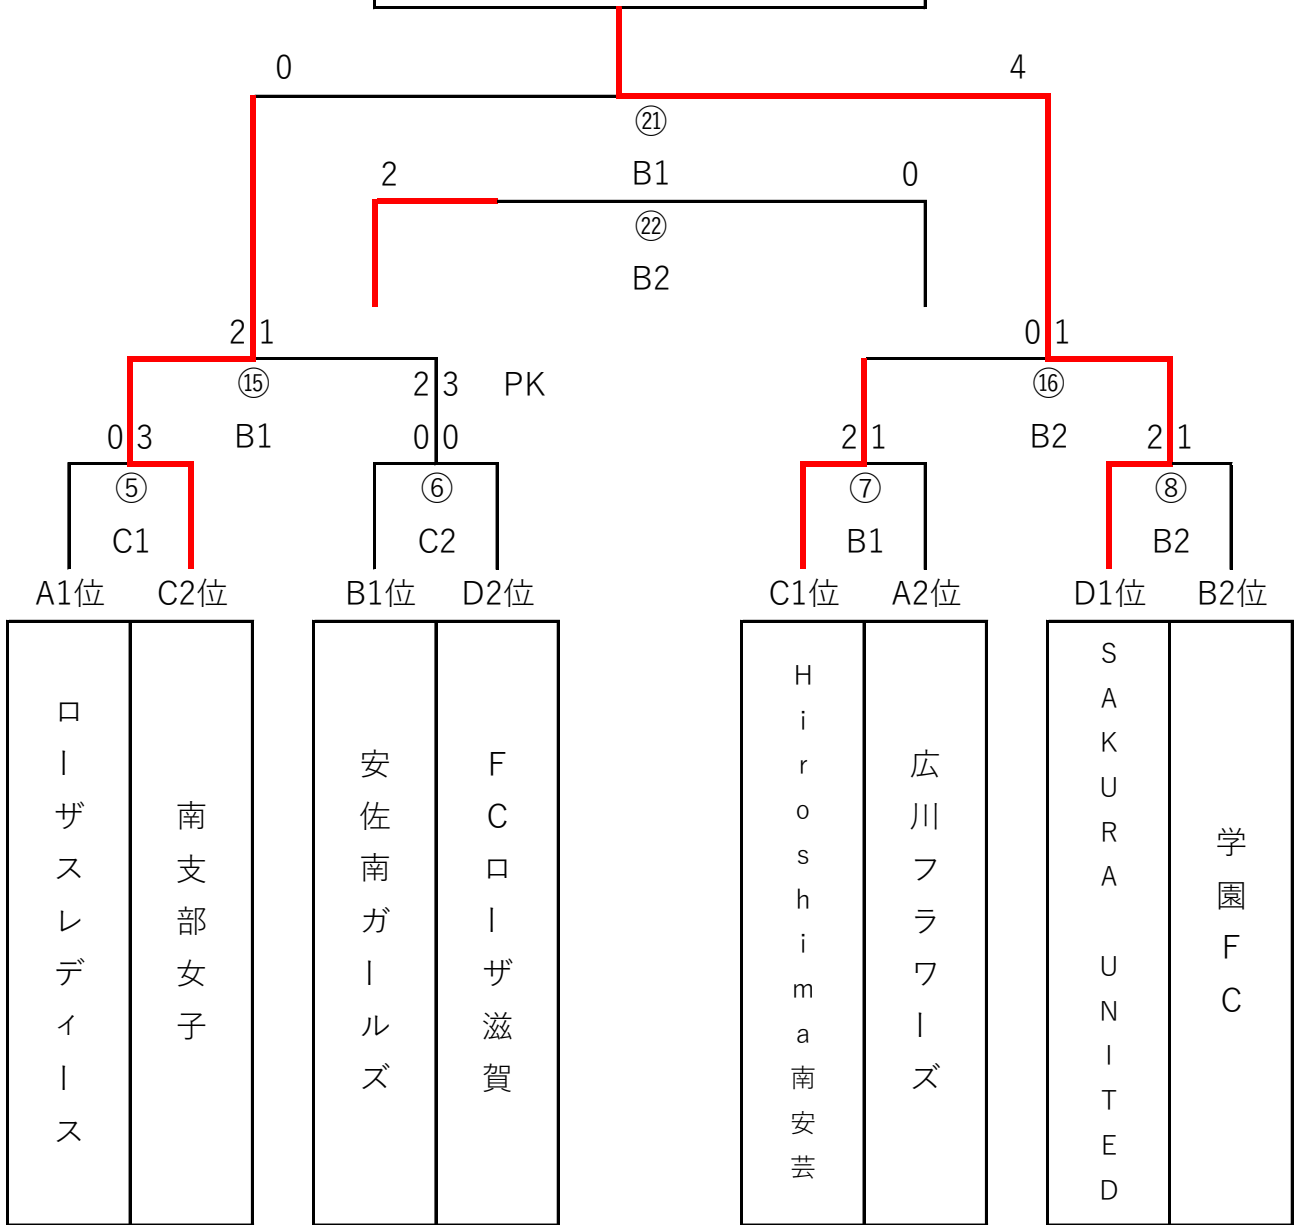 0 4
㉑
B1
2 0
㉒
B2
2 1 0 1
⑮ ⑯
2 3 PK
B1 B2
0 3 0 0 2 1 2 1
⑤ ⑥ ⑦ ⑧
C1 C2 B1 B2
A1位 C2位 B1位 D2位 C1位 A2位 D1位 B2位
ローザスレディース
南支部女子
安佐南ガールズ
FCローザ滋賀
Hiroshima南安芸
広川フラワーズ
SAKURA UNITED
学園FC